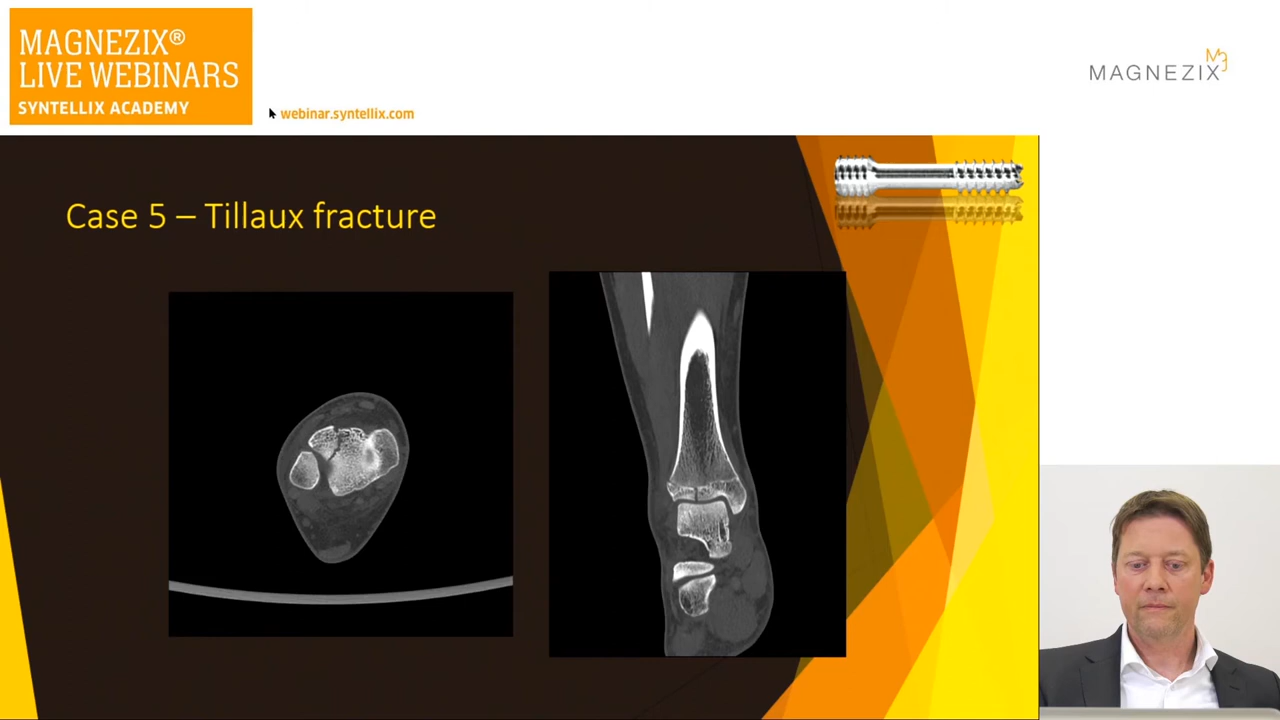 MAGNEZIX®
LIVE WEBINARS
SYNTELLIX ACADEMY
webinar.syntellix.com
MAGNEZIX
Case 5 – Tillaux fracture